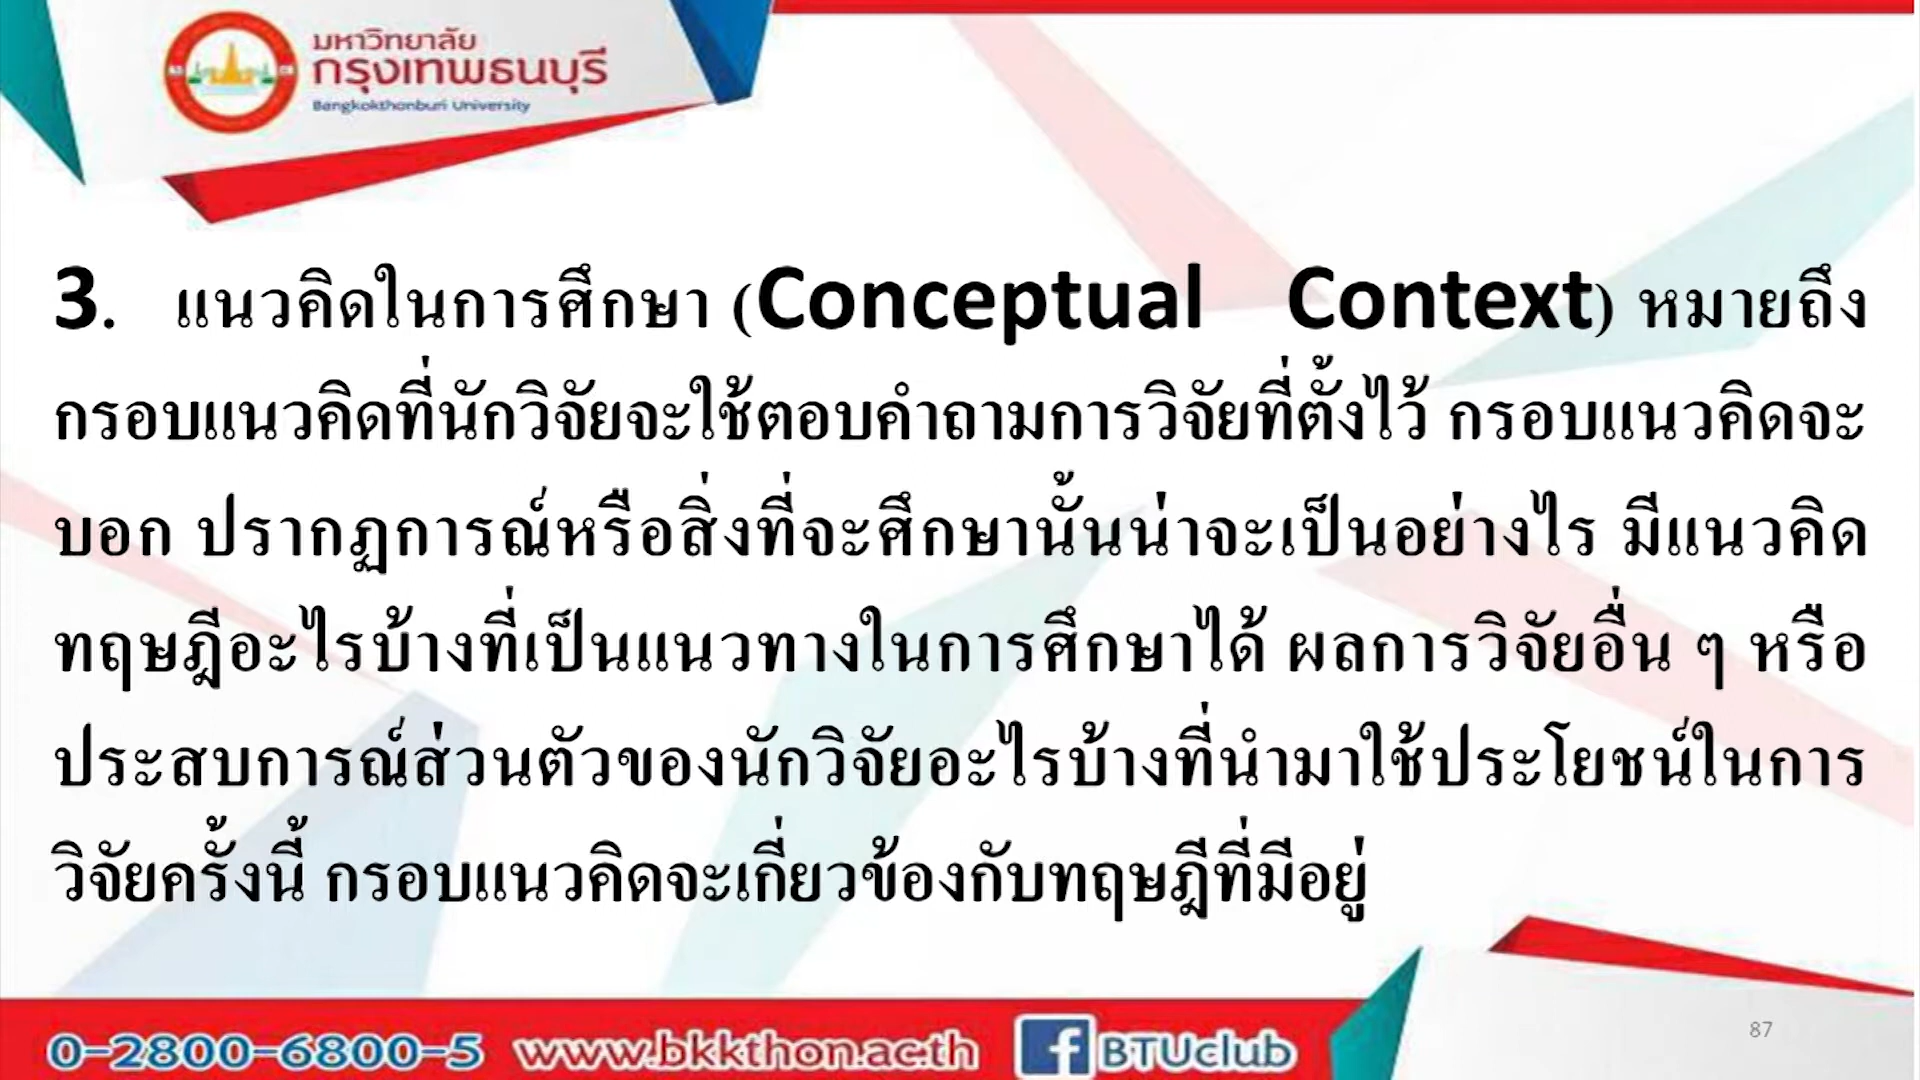 มหาวิทยาลัย
กรุงเทพธนบุรี
Bangkokthonburi University
3. แนวคิดในการศึกษา (Conceptual Context) หมายถึง
กรอบแนวคิดที่นักวิจัยจะใช้ตอบคำถามการวิจัยที่ตั้งไว้ กรอบแนวคิดจะ
บอก ปรากฏการณ์หรือสิ่งที่จะศึกษานั้นน่าจะเป็นอย่างไร มีแนวคิด
ทฤษฎีอะไรบ้างที่เป็นแนวทางในการศึกษาได้ ผลการวิจัยอื่น ๆ หรือ
ประสบการณ์ส่วนตัวของนักวิจัยอะไรบ้างที่นำมาใช้ประโยชน์ในการ
วิจัยครั้งนี้ กรอบแนวคิดจะเกี่ยวข้องกับทฤษฎีที่มีอยู่
87
0-2800-6800-5 www.bkkthon.ac.th f BTUclub